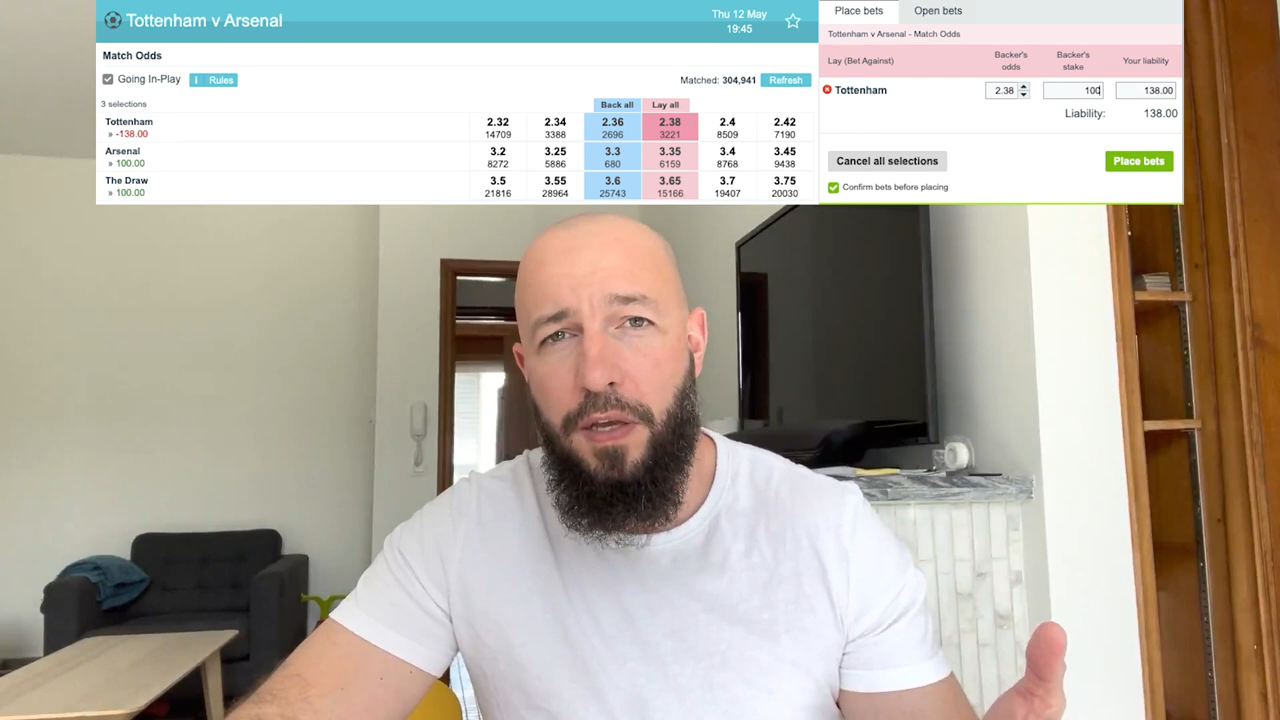 Tottenham v Arsenal
Thu 12 May
19:45
Match Odds
Going In-Play i Rules
Matched: 304,941 Refresh
3 selections
Back all Lay all
Tottenham 2.32 2.34 2.36 2.38 2.4 2.42
» -138.00 14709 3388 2696 3221 8509 7190
Arsenal 3.2 3.25 3.3 3.35 3.4 3.45
» 100.00 8272 5886 680 6159 8768 9438
The Draw 3.5 3.55 3.6 3.65 3.7 3.75
» 100.00 21816 28964 25743 15166 19407 20030
Place bets Open bets
Tottenham v Arsenal - Match Odds
Lay (Bet Against) Backer's odds Backer's stake Your liability
Tottenham 2.38 100 138.00
Liability: 138.00
Cancel all selections Place bets
Confirm bets before placing